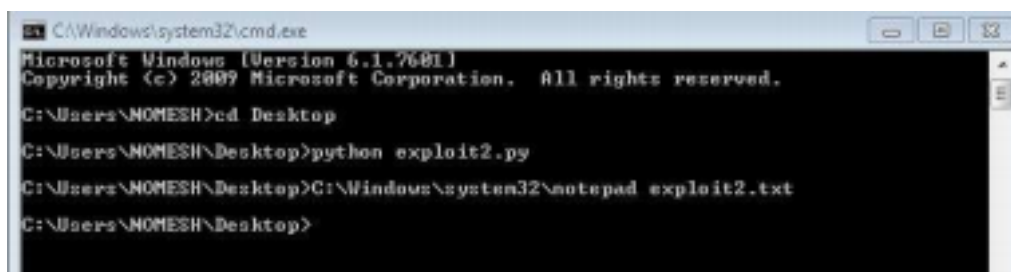 C:\Windows\system32\cmd.exe
Microsoft Windows [Version 6.1.7601]
Copyright (c) 2009 Microsoft Corporation. All rights reserved.
C:\Users\NOMESH>cd Desktop
C:\Users\NOMESH\Desktop>python exploit2.py
C:\Users\NOMESH\Desktop>C:\Windows\system32\notepad exploit2.txt
C:\Users\NOMESH\Desktop>